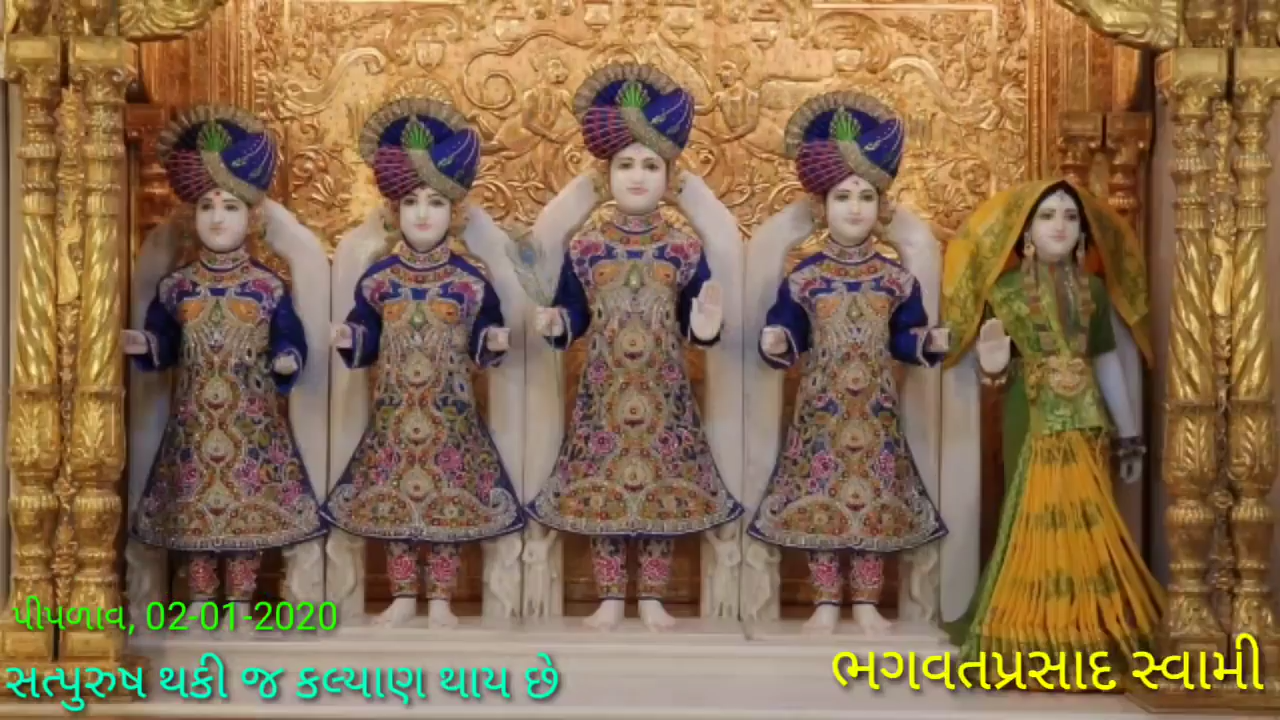 પીપળાવ, 02-01-2020
સત્પુરુષ થકી જ કલ્યાણ થાય છે
ભગવતપ્રસાદ સ્વામી